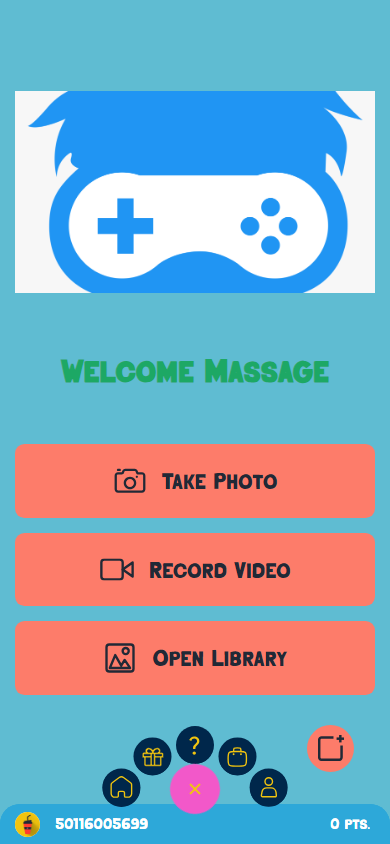 Welcome Massage
Take Photo
Record Video
Open Library
?
50116005699
0 PTS.